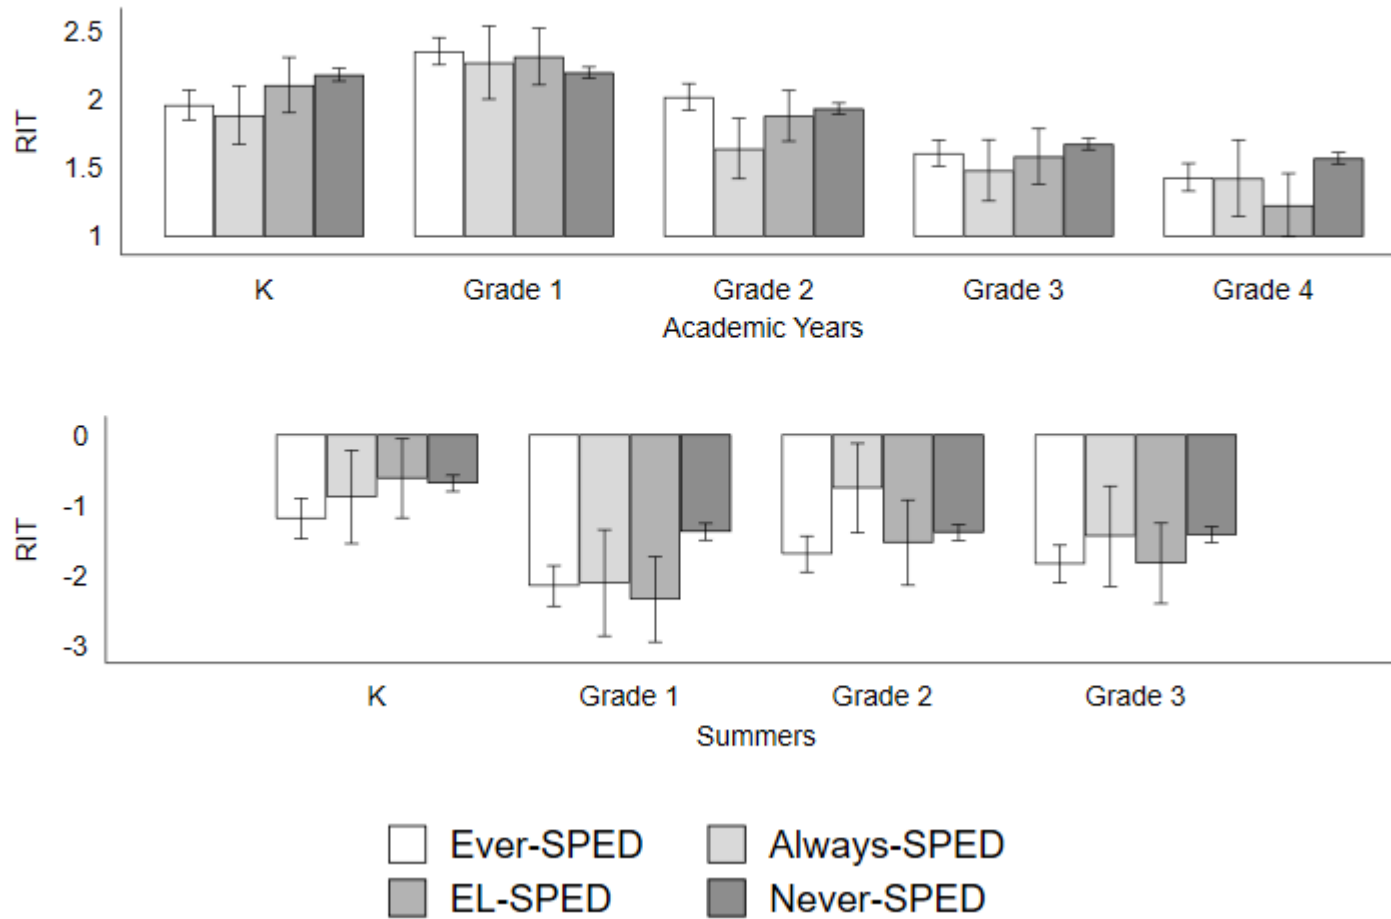 2.5
2
1.5
1
RIT
K Grade 1 Grade 2 Grade 3 Grade 4
Academic Years
0
-1
-2
-3
RIT
K Grade 1 Grade 2 Grade 3
Summers
Ever-SPED Always-SPED
EL-SPED Never-SPED